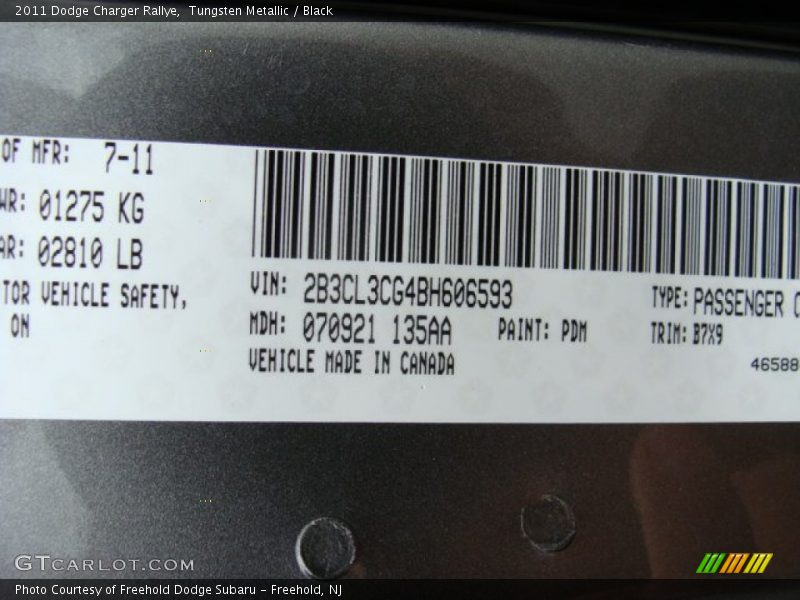 2011 Dodge Charger Rallye, Tungsten Metallic / Black
OF MFR: 7-11
WR: 01275 KG
AR: 02810 LB
TOR VEHICLE SAFETY,
ON
VIN: 2B3CL3CG4BH606593
TYPE: PASSENGER C
MDH: 070921 135AA
PAINT: PDM
TRIM: B7X9
VEHICLE MADE IN CANADA
46588
GTCARLOT.COM
Photo Courtesy of Freehold Dodge Subaru - Freehold, NJ